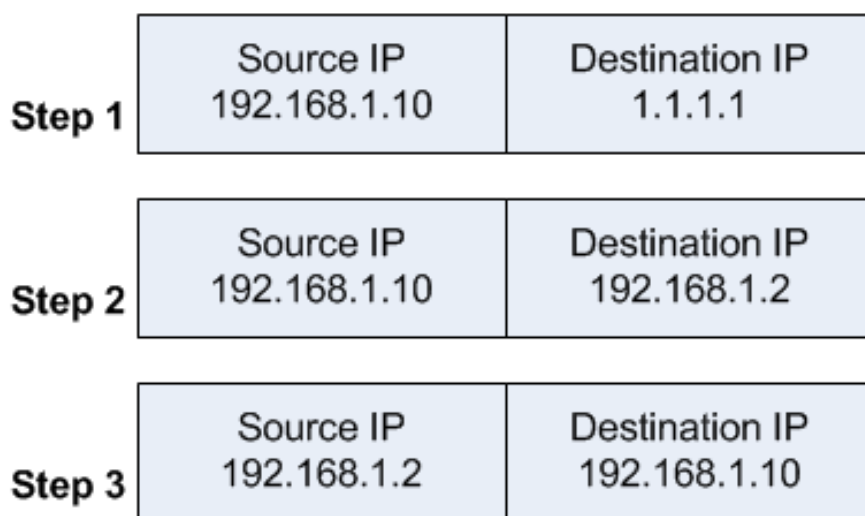 Step 1
Source IP
192.168.1.10
Destination IP
1.1.1.1
Step 2
Source IP
192.168.1.10
Destination IP
192.168.1.2
Step 3
Source IP
192.168.1.2
Destination IP
192.168.1.10